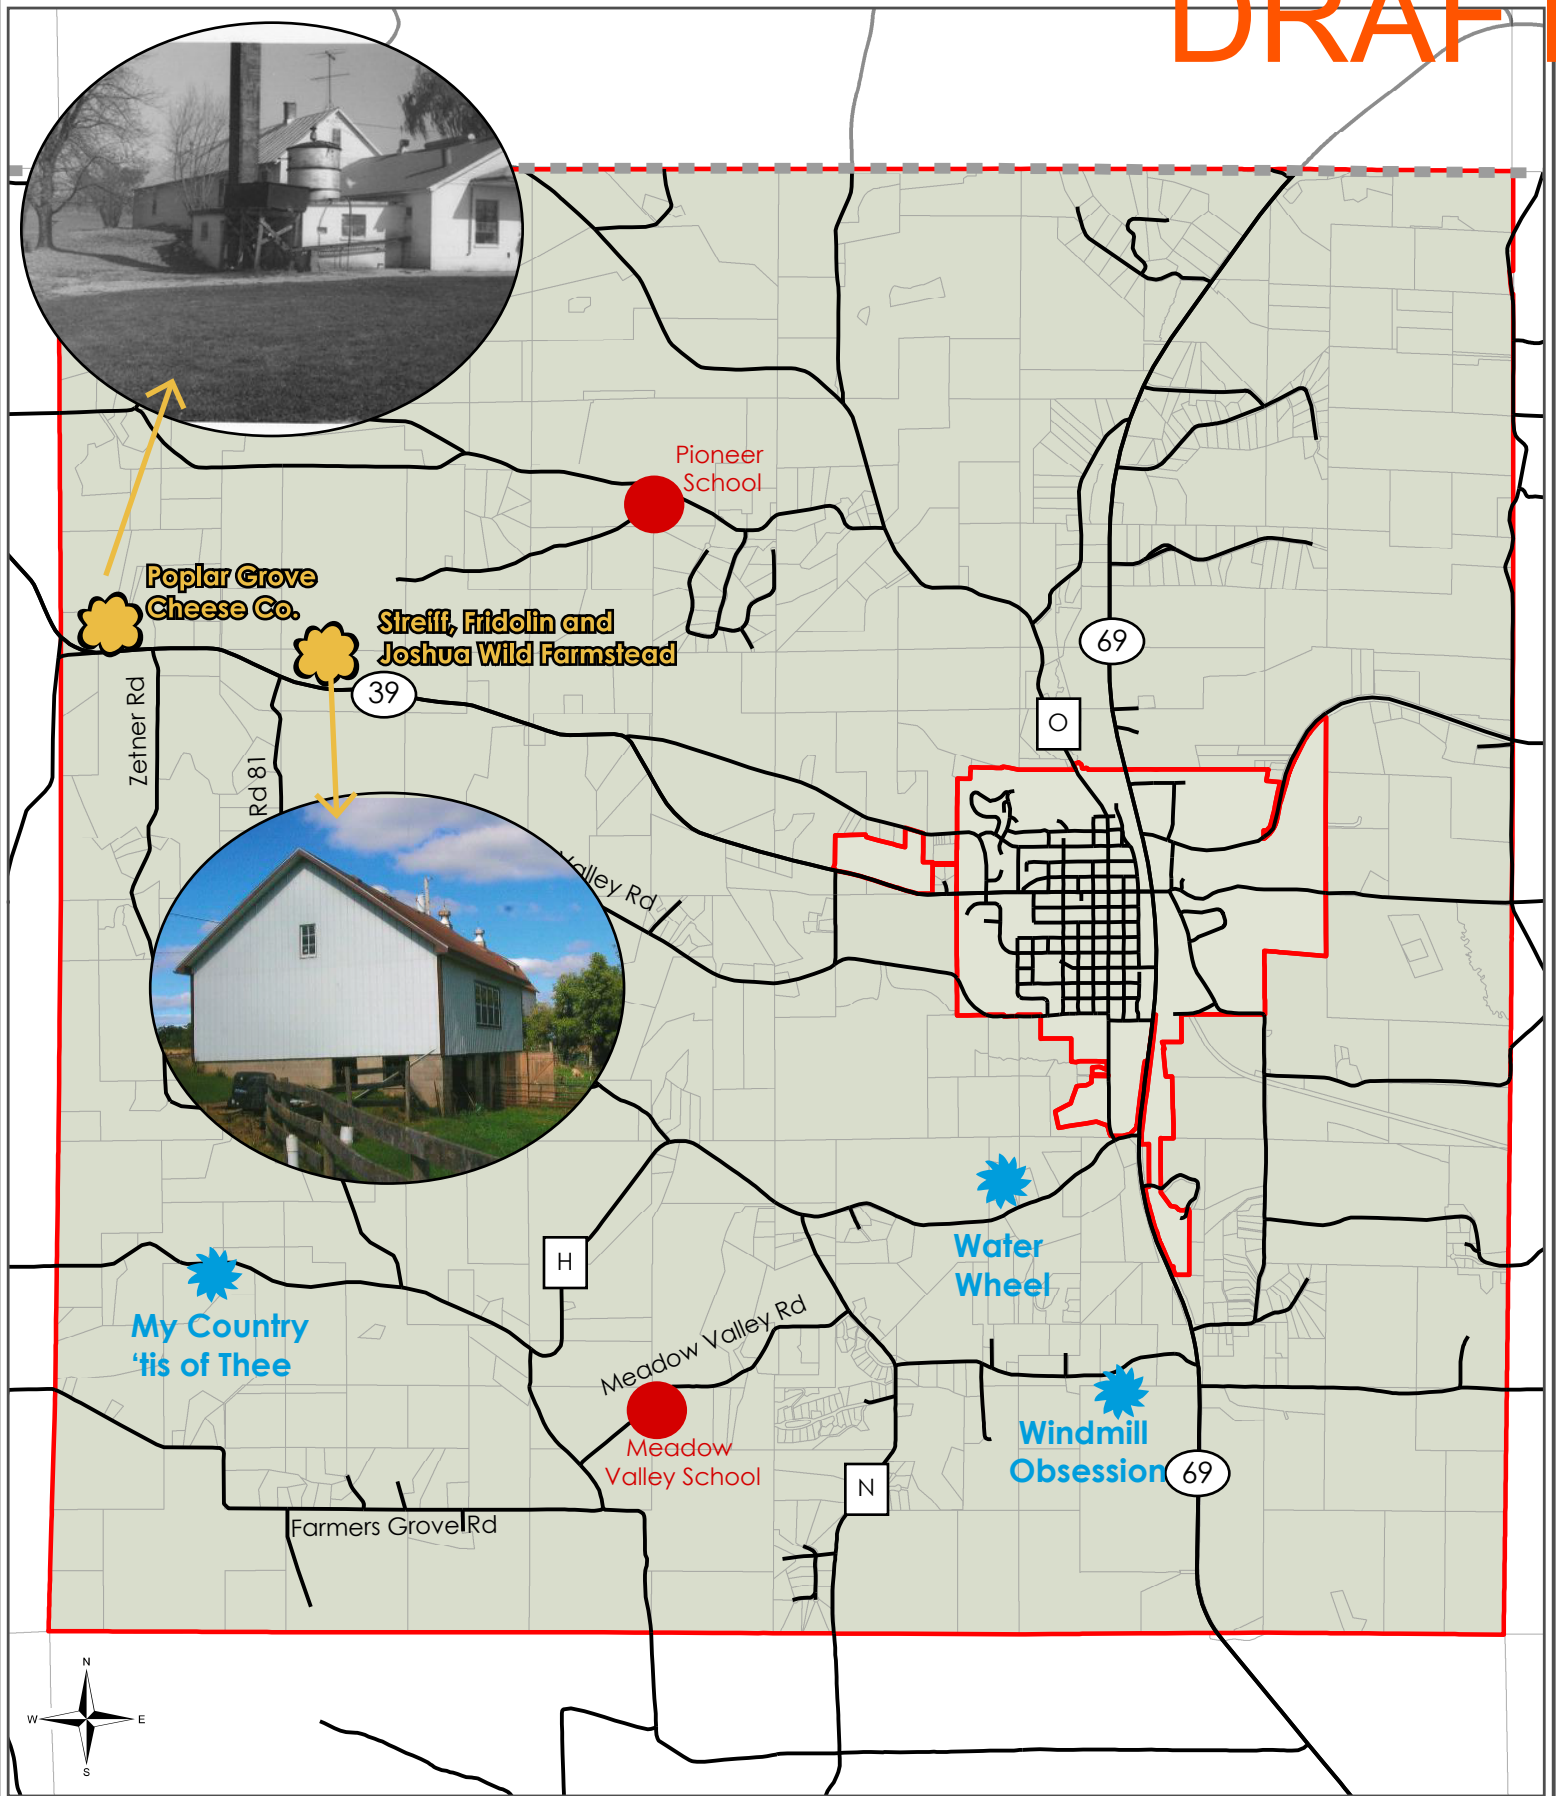 DRAFT
Pioneer
School
Poplar Grove
Cheese Co.
Streiff, Fridolin and
Joshua Wild Farmstead
69
39
Zetner Rd
O
Rd 81
Valley Rd
Water
Wheel
H
My Country
‘tis of Thee
Meadow Valley Rd
Windmill
Obsession
Meadow
Valley School
69
N
Farmers Grove Rd
N
W
E
S